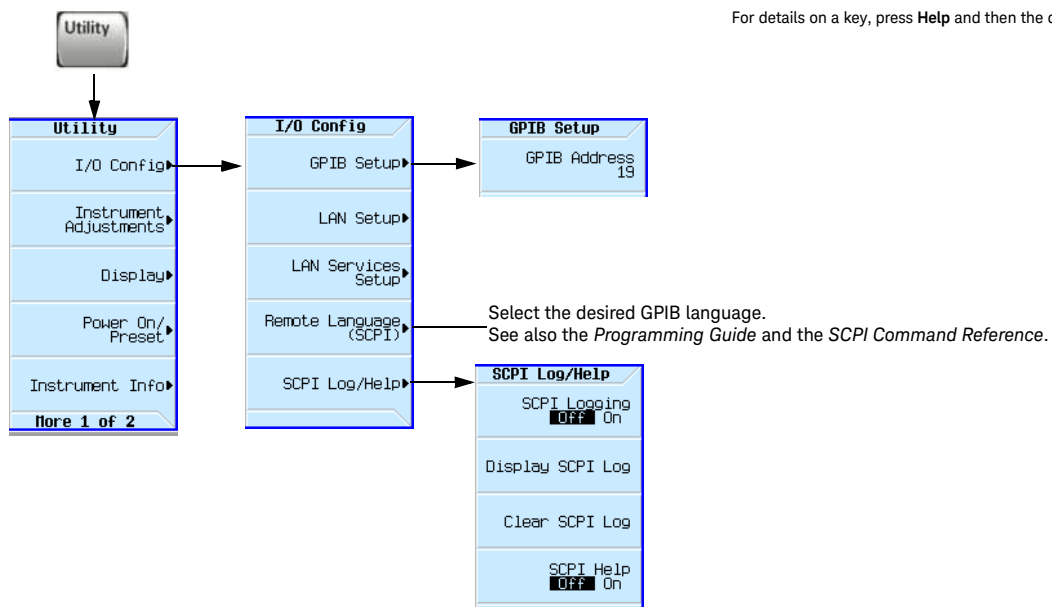 For details on a key, press Help and then the
Utility
Utility
I/O Config
Instrument
Adjustments
Display
Power On/
Preset
Instrument Info
More 1 of 2
I/O Config
GPIB Setup
LAN Setup
LAN Services
Setup
Remote Language
(SCPI)
SCPI Log/Help
GPIB Setup
GPIB Address
19
Select the desired GPIB language.
See also the Programming Guide and the SCPI Command Reference.
SCPI Log/Help
SCPI Logging
Off On
Display SCPI Log
Clear SCPI Log
SCPI Help
Off On